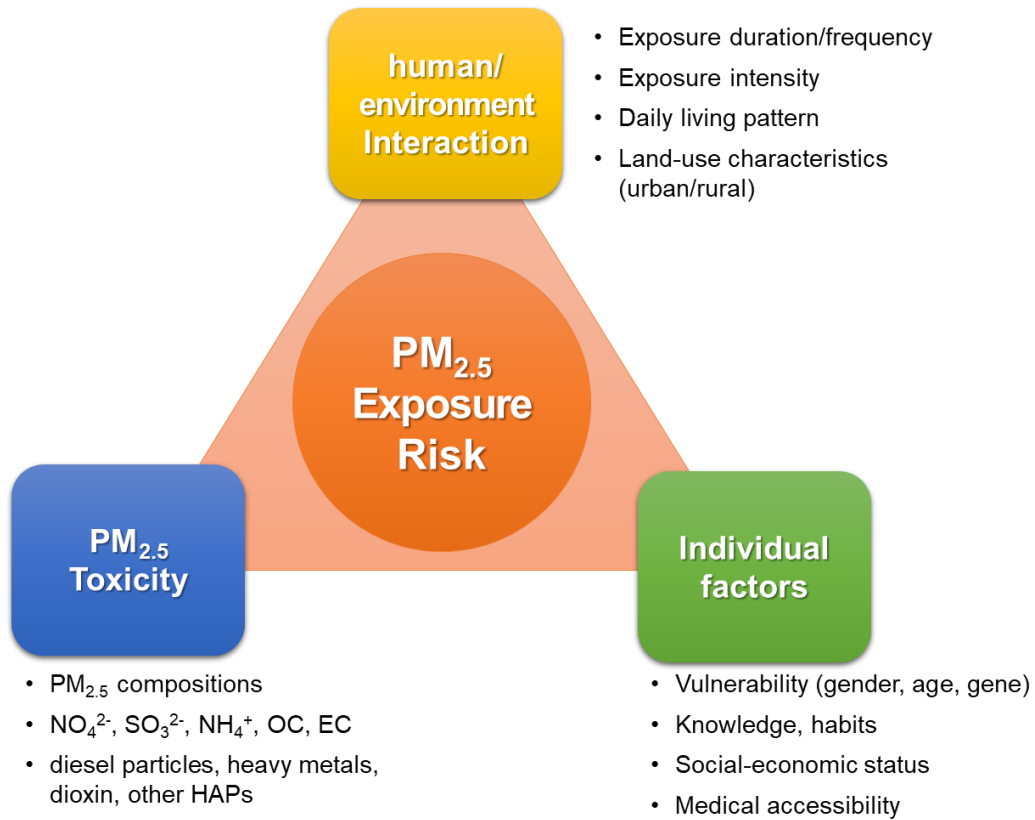 human/
environment
Interaction
• Exposure duration/frequency
• Exposure intensity
• Daily living pattern
• Land-use characteristics
(urban/rural)
PM₂.₅
Exposure
Risk
PM₂.₅
Toxicity
• PM₂.₅ compositions
• NO₄²⁻, SO₃²⁻, NH₄⁺, OC, EC
• diesel particles, heavy metals,
dioxin, other HAPs
Individual
factors
• Vulnerability (gender, age, gene)
• Knowledge, habits
• Social-economic status
• Medical accessibility